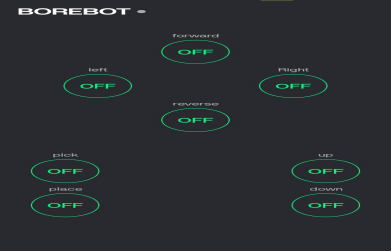 BOREBOT
forward
OFF
left Right
OFF OFF
reverse
OFF
pick up
OFF OFF
place down
OFF OFF